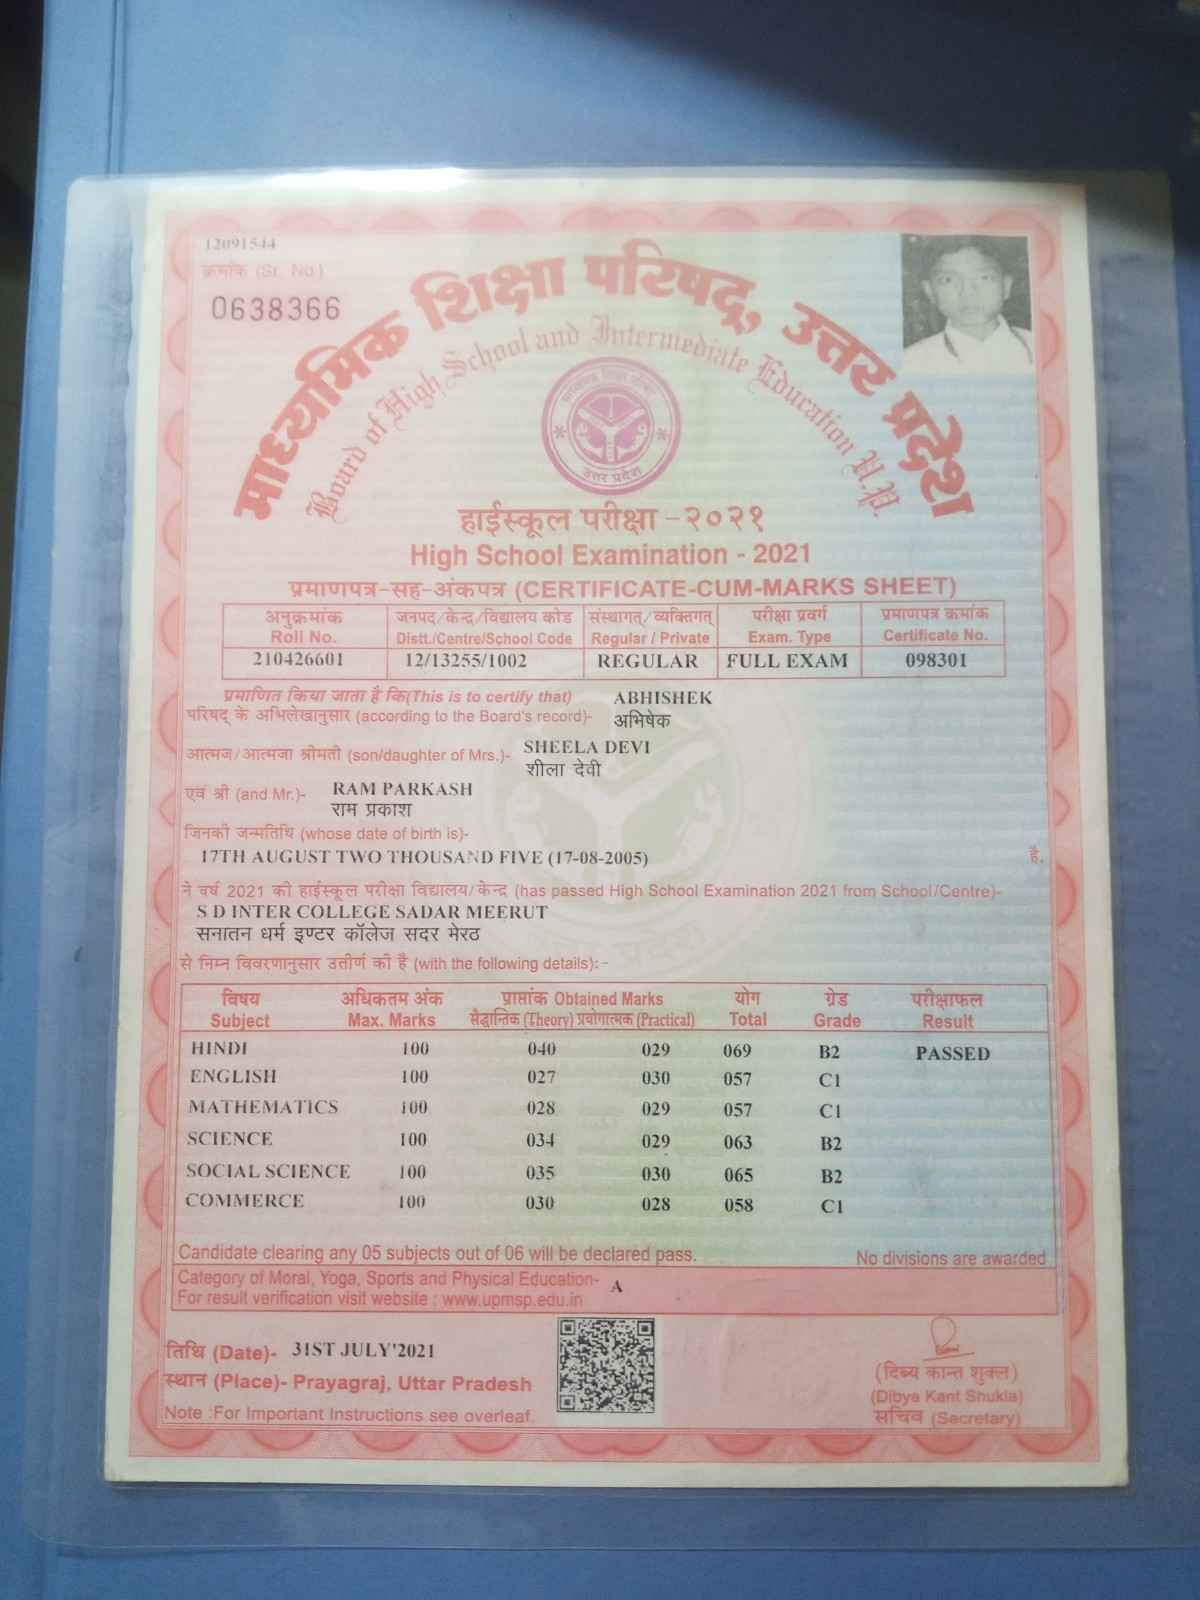 12091544
क्रमांक (Sr. No.)
0638366
माध्यमिक शिक्षा परिषद्, उत्तर प्रदेश
Board of High School and Intermediate Education U.P.
उत्तर प्रदेश
हाईस्कूल परीक्षा -२०२१
High School Examination - 2021
प्रमाणपत्र-सह-अंकपत्र (CERTIFICATE-CUM-MARKS SHEET)
अनुक्रमांक जनपद/केन्द्र/विद्यालय कोड संस्थागत्/व्यक्तिगत् परीक्षा प्रवर्ग प्रमाणपत्र क्रमांक
Roll No. Distt./Centre/School Code Regular / Private Exam. Type Certificate No.
210426601 12/13255/1002 REGULAR FULL EXAM 098301
प्रमाणित किया जाता है कि(This is to certify that) ABHISHEK
परिषद् के अभिलेखानुसार (according to the Board's record)- अभिषेक
आत्मज/आत्मजा श्रीमती (son/daughter of Mrs.)- SHEELA DEVI
शीला देवी
एवं श्री (and Mr.)- RAM PARKASH
राम प्रकाश
जिनकी जन्मतिथि (whose date of birth is)-
17TH AUGUST TWO THOUSAND FIVE (17-08-2005) है.
ने वर्ष 2021 की हाईस्कूल परीक्षा विद्यालय/केन्द्र (has passed High School Examination 2021 from School/Centre)-
S D INTER COLLEGE SADAR MEERUT
सनातन धर्म इण्टर कॉलेज सदर मेरठ
से निम्न विवरणानुसार उत्तीर्ण की है (with the following details):-
विषय अधिकतम अंक प्राप्तांक Obtained Marks योग ग्रेड परीक्षाफल
Subject Max. Marks सैद्धान्तिक (Theory) प्रयोगात्मक (Practical) Total Grade Result
HINDI 100 040 029 069 B2 PASSED
ENGLISH 100 027 030 057 C1
MATHEMATICS 100 028 029 057 C1
SCIENCE 100 034 029 063 B2
SOCIAL SCIENCE 100 035 030 065 B2
COMMERCE 100 030 028 058 C1
Candidate clearing any 05 subjects out of 06 will be declared pass. No divisions are awarded
Category of Moral, Yoga, Sports and Physical Education- A
For result verification visit website : www.upmsp.edu.in
तिथि (Date)- 31ST JULY'2021
स्थान (Place)- Prayagraj, Uttar Pradesh
Note :For Important Instructions see overleaf.
(दिब्य कान्त शुक्ल)
(Dibya Kant Shukla)
सचिव (Secretary)